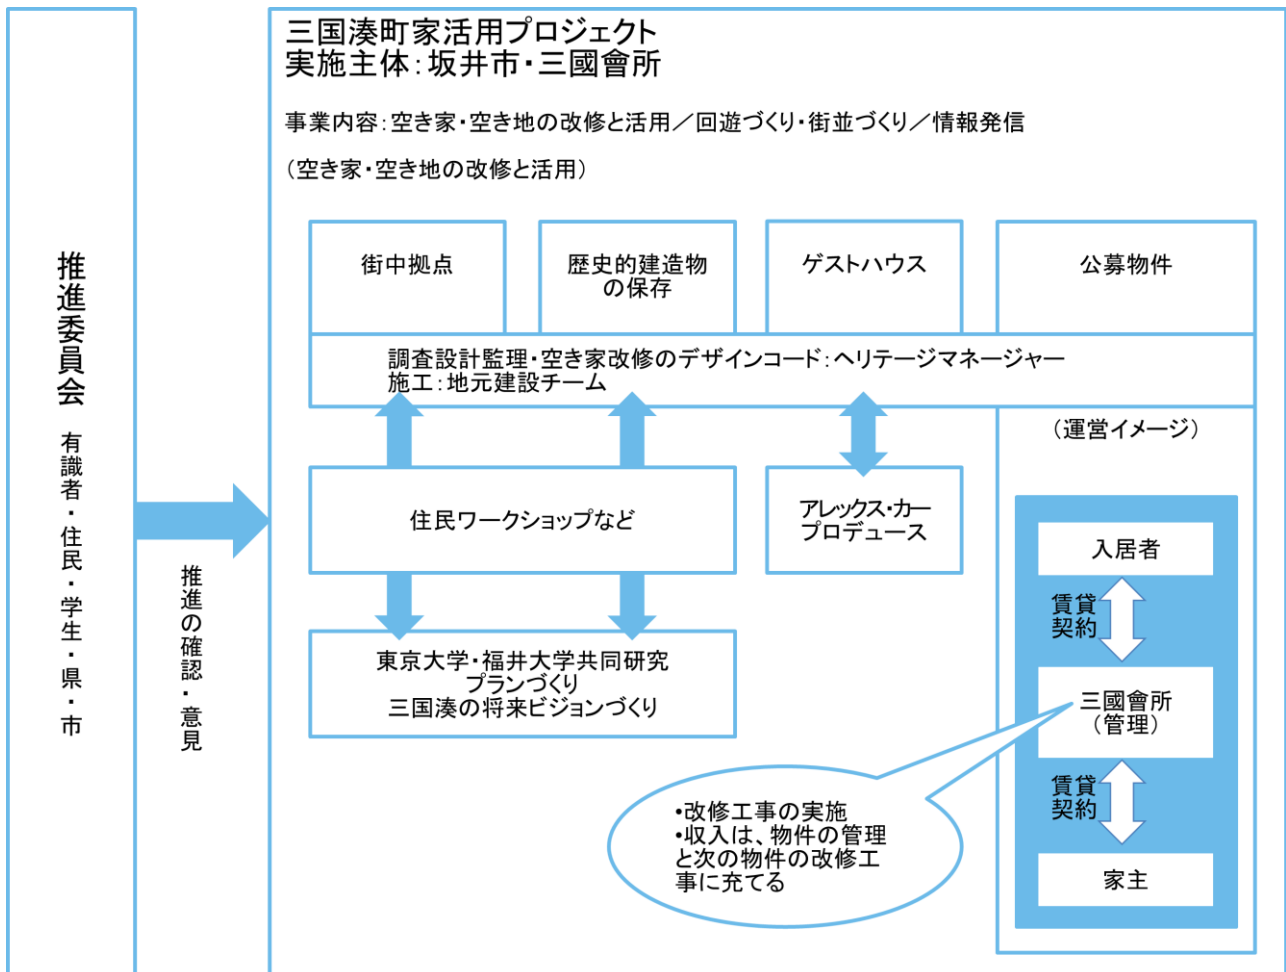 推進委員会 有識者・住民・学生・県・市
推進の確認・意見
三国湊町家活用プロジェクト
実施主体：坂井市・三國會所
事業内容：空き家・空き地の改修と活用／回遊づくり・街並づくり／情報発信
（空き家・空き地の改修と活用）
街中拠点
歴史的建造物
の保存
ゲストハウス
公募物件
調査設計監理・空き家改修のデザインコード：ヘリテージマネージャー
施工：地元建設チーム
住民ワークショップなど
アレックス・カー
プロデュース
東京大学・福井大学共同研究
プランづくり
三国湊の将来ビジョンづくり
（運営イメージ）
入居者
賃貸
契約
三國會所
（管理）
賃貸
契約
家主
•改修工事の実施
•収入は、物件の管理
と次の物件の改修工
事に充てる